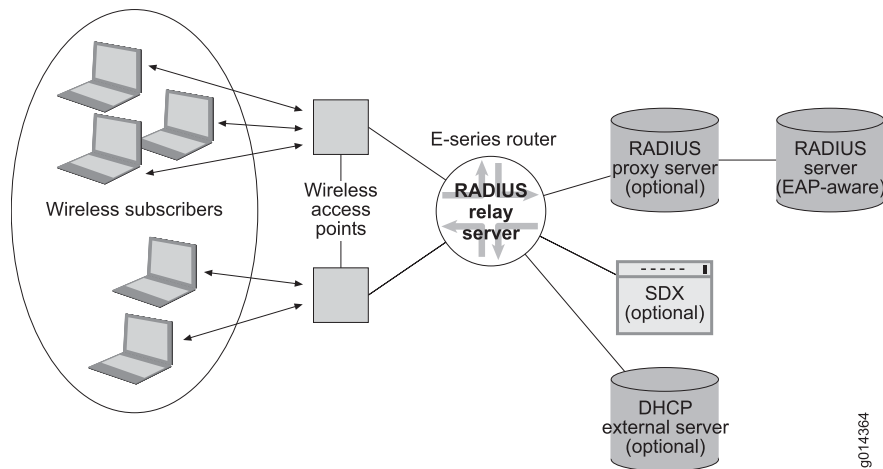 E-series router
RADIUS
relay
server
Wireless subscribers
Wireless
access
points
RADIUS
proxy server
(optional)
RADIUS
server
(EAP-aware)
SDX
(optional)
DHCP
external server
(optional)
g014364